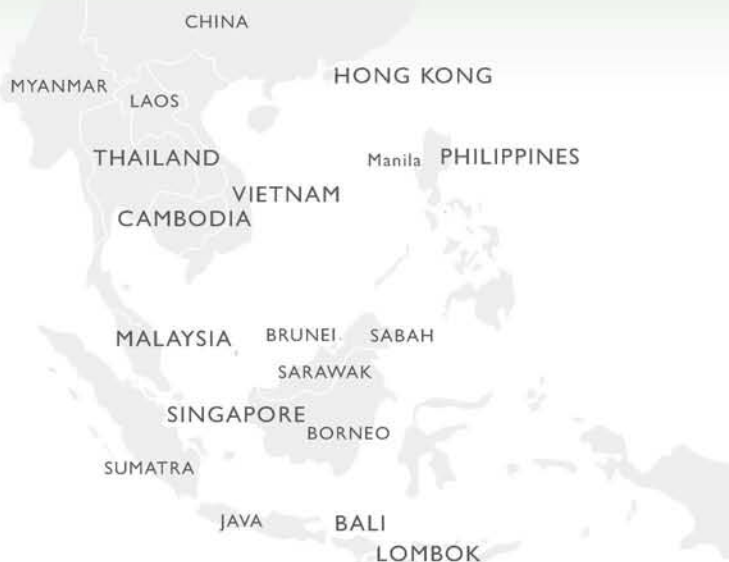 CHINA
HONG KONG
MYANMAR
LAOS
THAILAND
Manila PHILIPPINES
VIETNAM
CAMBODIA
MALAYSIA
BRUNEI
SABAH
SARAWAK
SINGAPORE
BORNEO
SUMATRA
JAVA
BALI
LOMBOK